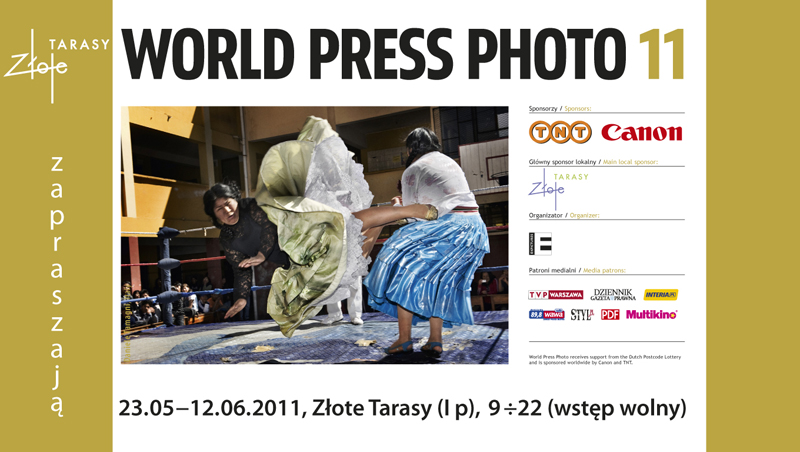 Złote TARASY
zapraszają
WORLD PRESS PHOTO 11
Sponsorzy / Sponsors:
TNT Canon
Główny sponsor lokalny / Main local sponsor:
Złote TARASY
Organizator / Organizer:
Patroni medialni / Media patrons:
TVP WARSZAWA DZIENNIK GAZETA PRAWNA INTERIA.PL
89,8 wawa STYL PDF Multikino
World Press Photo receives support from the Dutch Postcode Lottery
and is sponsored worldwide by Canon and TNT.
23.05–12.06.2011, Złote Tarasy (I p), 9÷22 (wstęp wolny)